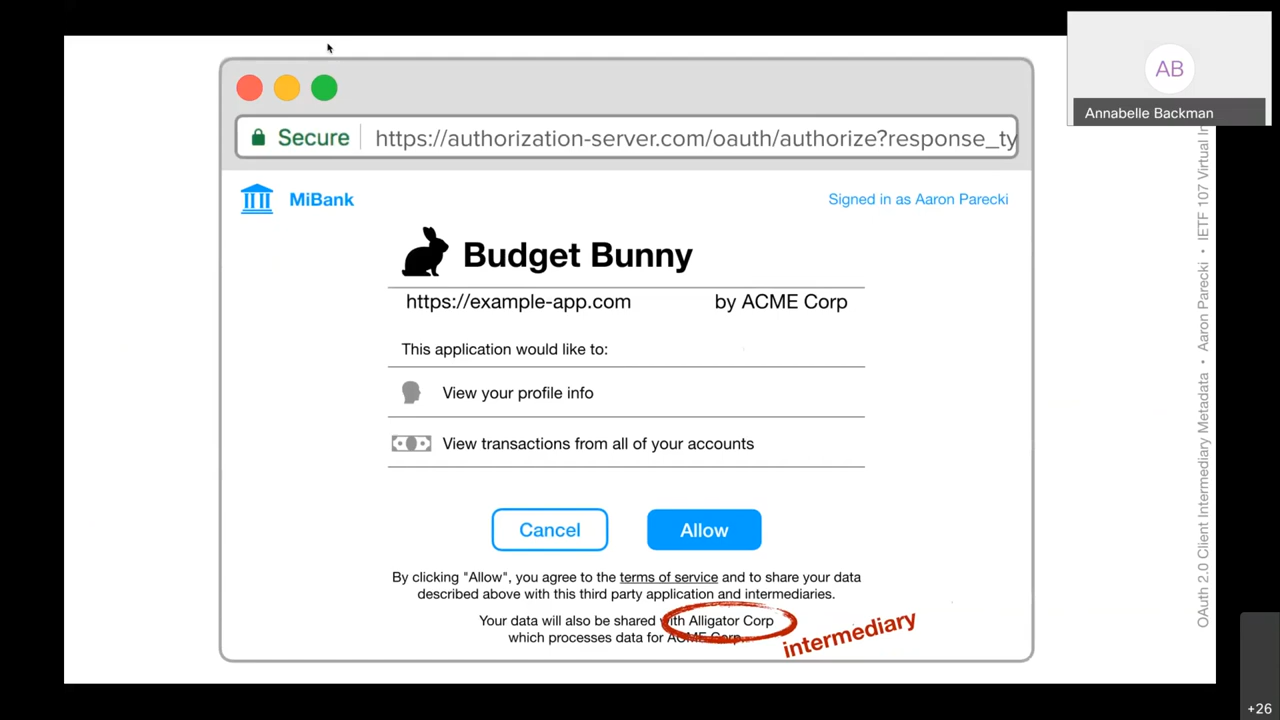 AB
Annabelle Backman
Secure https://authorization-server.com/oauth/authorize?response_ty
MiBank
Signed in as Aaron Parecki
Budget Bunny
https://example-app.com by ACME Corp
This application would like to:
View your profile info
View transactions from all of your accounts
Cancel Allow
By clicking "Allow", you agree to the terms of service and to share your data
described above with this third party application and intermediaries.
Your data will also be shared with Alligator Corp
which processes data for ACME Corp.
intermediary
OAuth 2.0 Client Intermediary Metadata • Aaron Parecki • IETF 107 Virtual
+26